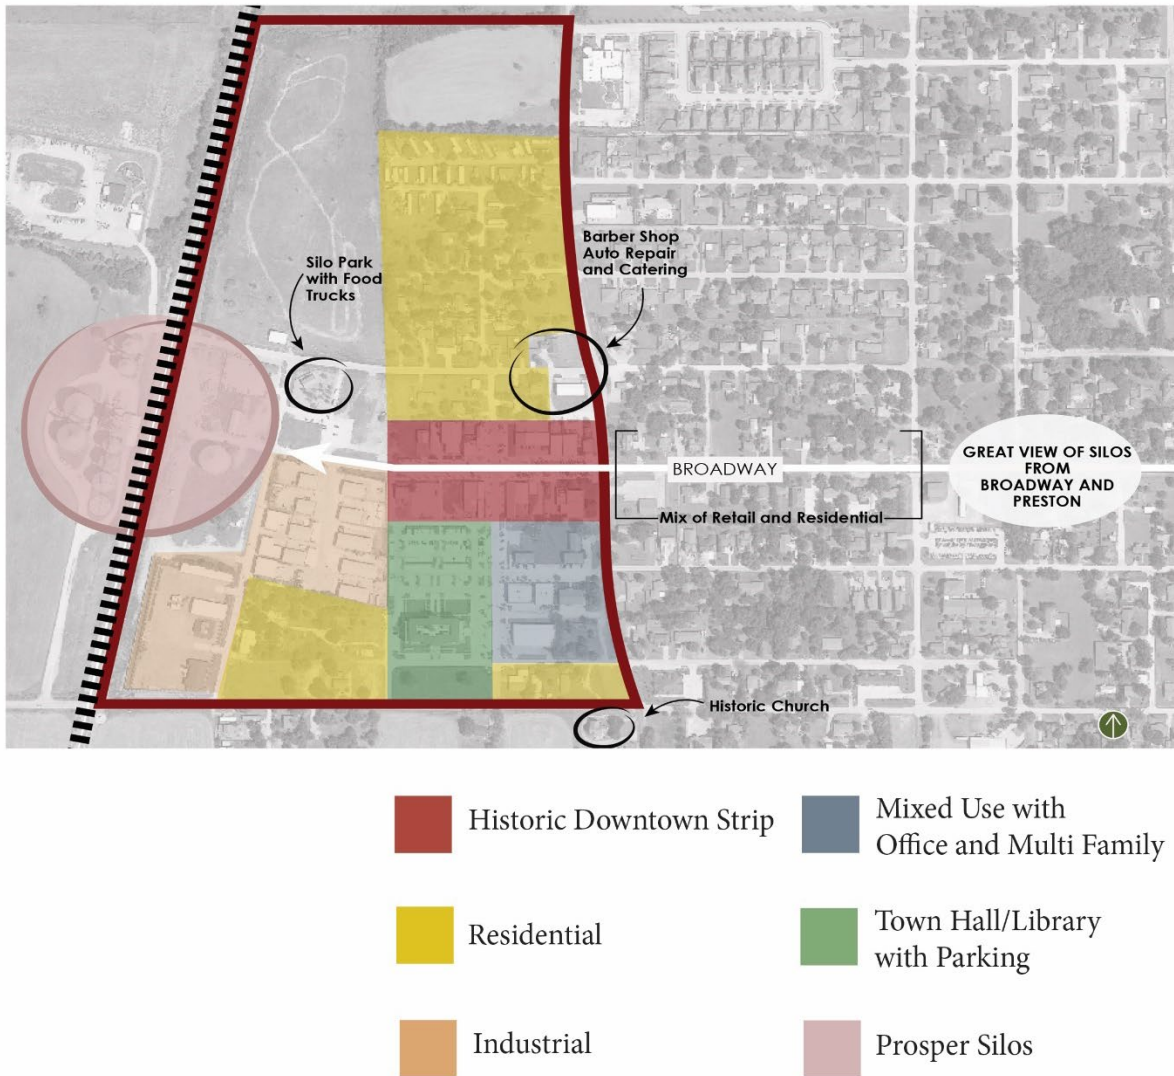 Silo Park
with Food
Trucks
Barber Shop
Auto Repair
and Catering
BROADWAY
Mix of Retail and Residential
GREAT VIEW OF SILOS
FROM
BROADWAY AND
PRESTON
Historic Church
Historic Downtown Strip
Mixed Use with
Office and Multi Family
Residential
Town Hall/Library
with Parking
Industrial
Prosper Silos